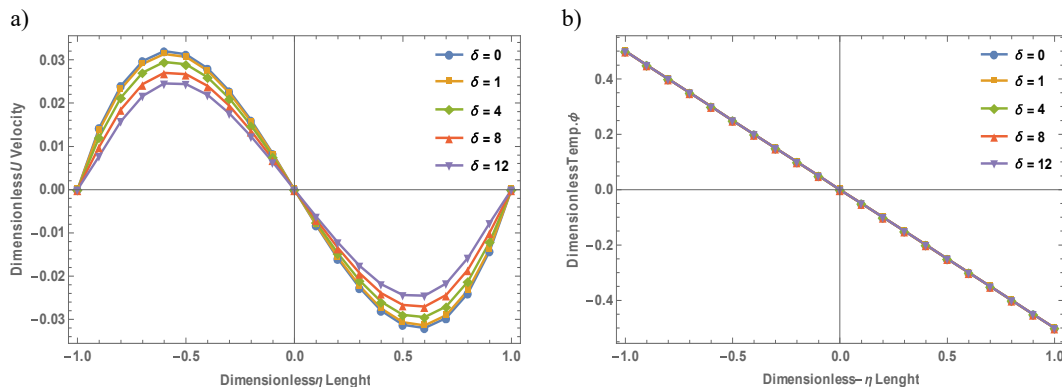 a)
DimensionlessU Velocity
0.03
0.02
0.01
0.00
−0.01
−0.02
−0.03
−1.0 −0.5 0.0 0.5 1.0
Dimensionlessη Lenght
δ = 0
δ = 1
δ = 4
δ = 8
δ = 12
b)
DimensionlessTemp.ϕ
0.4
0.2
0.0
−0.2
−0.4
−1.0 −0.5 0.0 0.5 1.0
Dimensionless−η Lenght
δ = 0
δ = 1
δ = 4
δ = 8
δ = 12